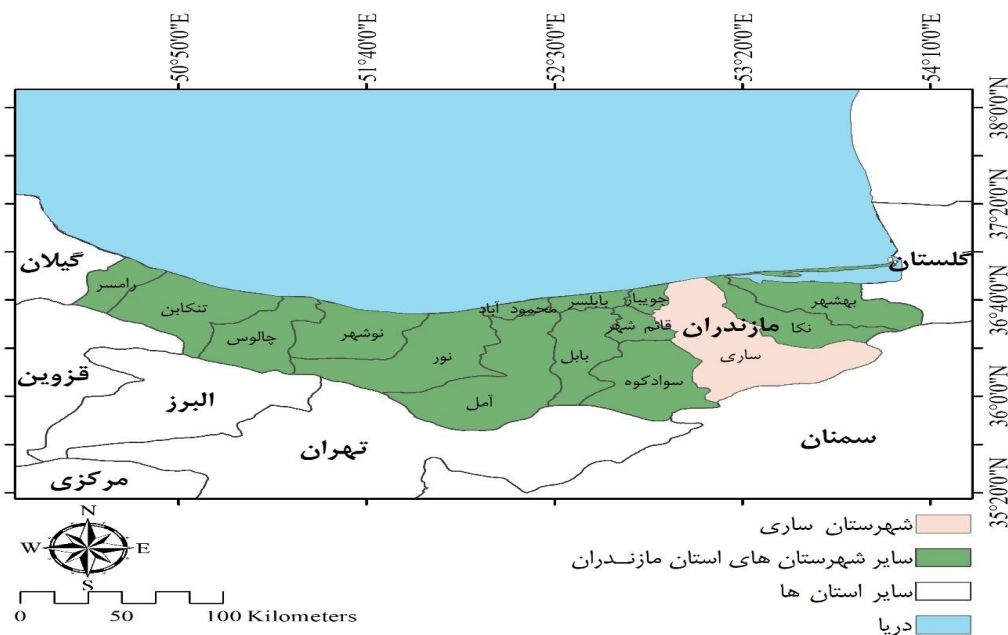 50°50'0"E
51°40'0"E
52°30'0"E
53°20'0"E
54°10'0"E
38°0'0"N
37°20'0"N
36°40'0"N
36°0'0"N
35°20'0"N
گیلان
گلستان
رامسر
تنکابن
چالوس
نوشهر
نور
محمود آباد
آمل
بابلسر
بابل
جویبار
قائم شهر
سوادکوه
مازندران
ساری
بهشهر
نکا
قزوین
البرز
تهران
سمنان
مرکزی
شهرستان ساری
سایر شهرستان های استان مازندران
سایر استان ها
دریا
N
W
E
S
0 50 100 Kilometers